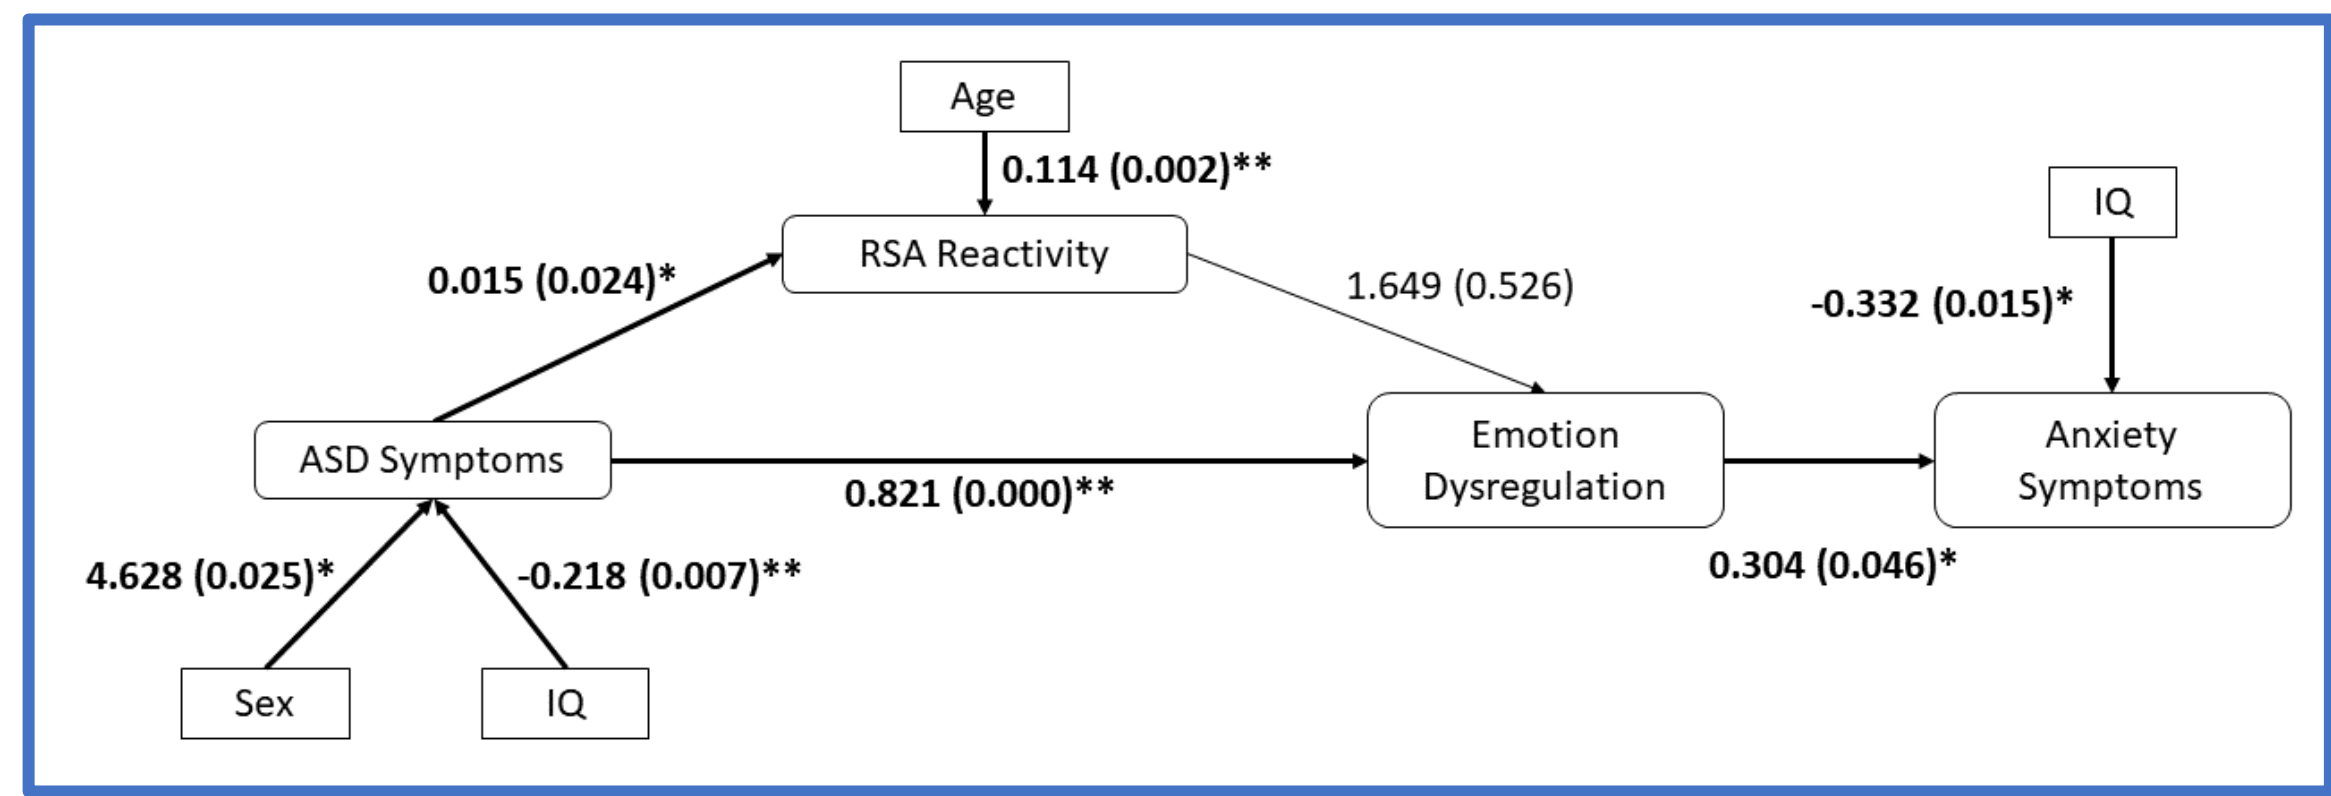 Age
0.114 (0.002)**
IQ
RSA Reactivity
0.015 (0.024)*
1.649 (0.526)
-0.332 (0.015)*
ASD Symptoms
Emotion
Dysregulation
Anxiety
Symptoms
0.821 (0.000)**
4.628 (0.025)*
-0.218 (0.007)**
0.304 (0.046)*
Sex
IQ